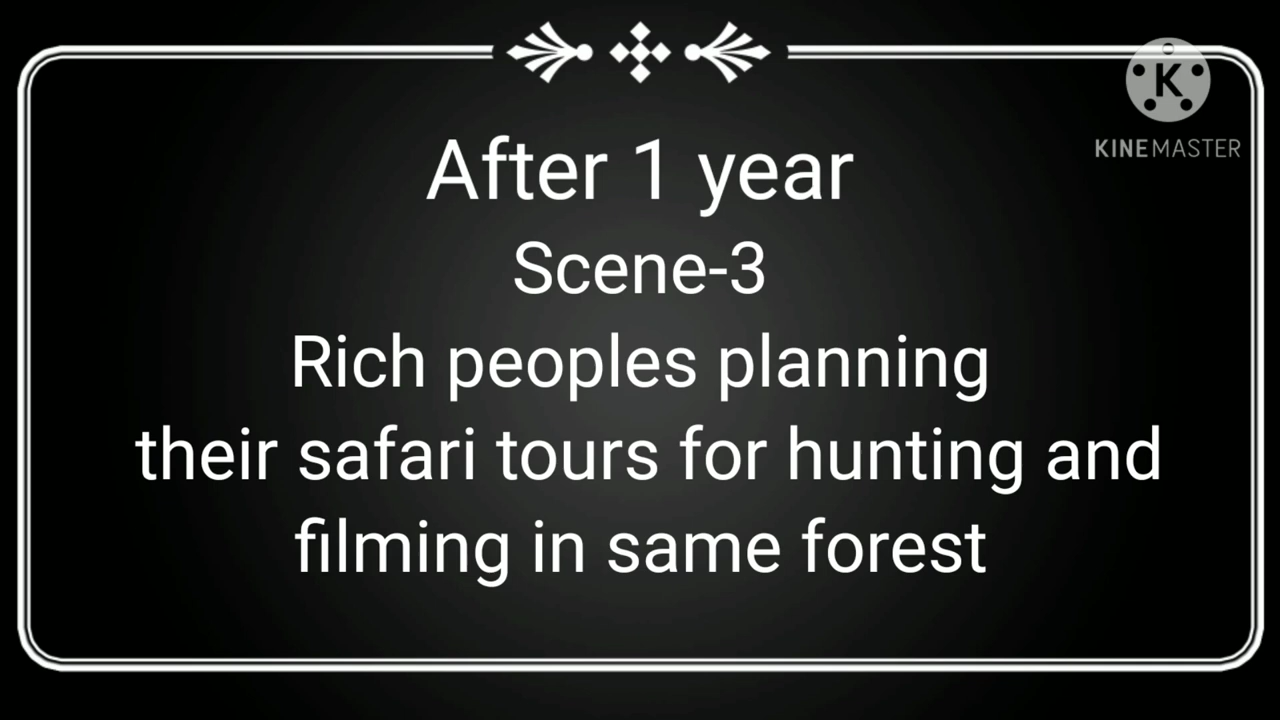 K
KINEMASTER
After 1 year
Scene-3
Rich peoples planning
their safari tours for hunting and
filming in same forest